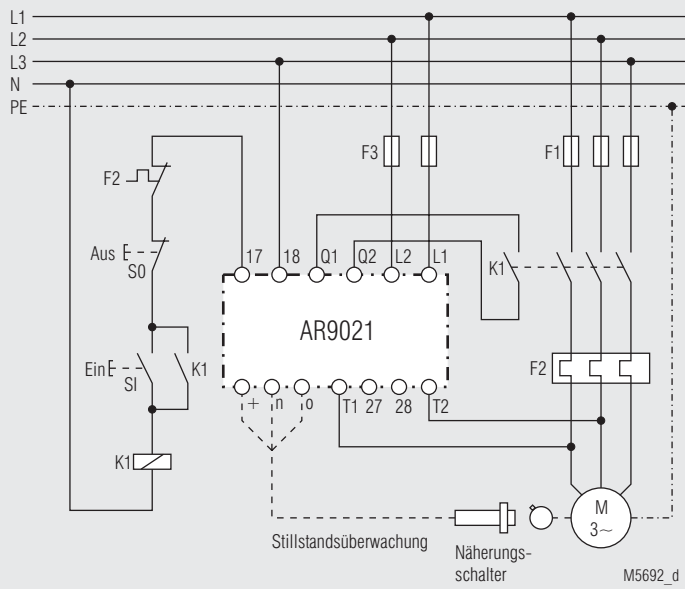 L1
L2
L3
N
PE
F2
F3
F1
Aus
S0
17
18
Q1
Q2
L2
L1
K1
AR9021
Ein
SI
K1
F2
+
n
o
T1
27
28
T2
K1
M
3~
Stillstandsüberwachung
Näherungs-
schalter
M5692_d